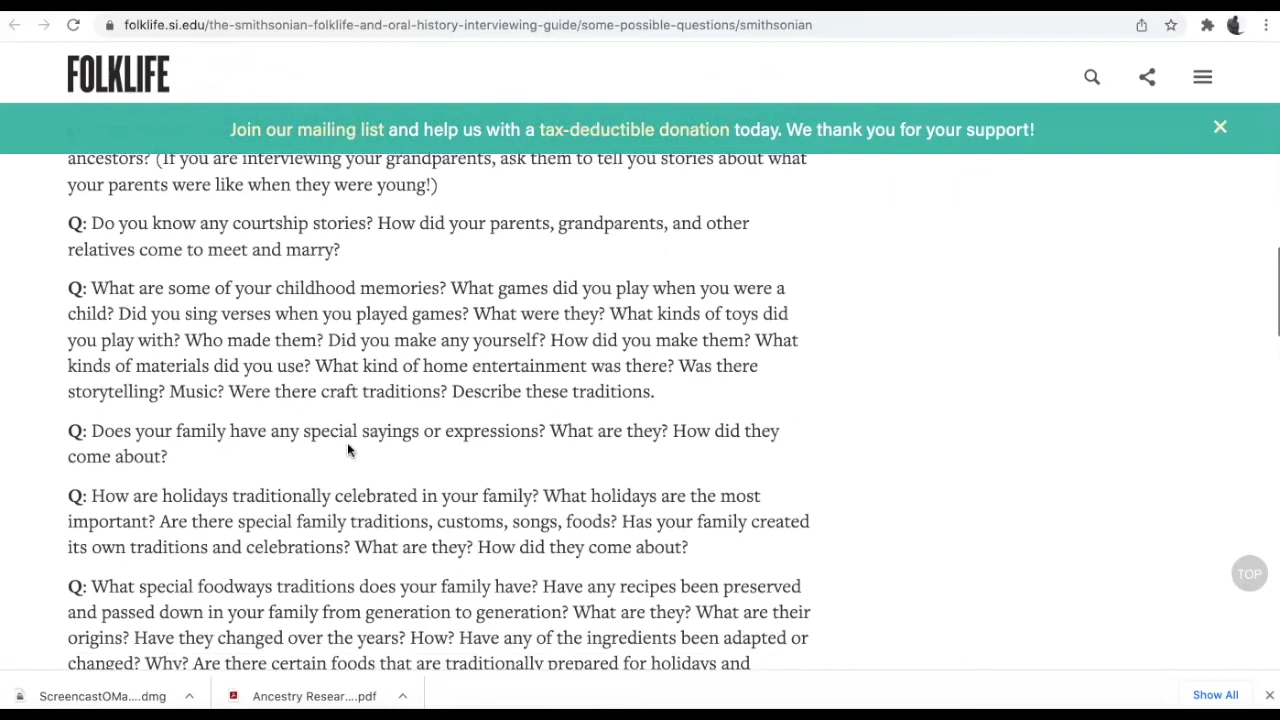 folklife.si.edu/the-smithsonian-folklife-and-oral-history-interviewing-guide/some-possible-questions/smithsonian
FOLKLIFE
Join our mailing list and help us with a tax-deductible donation today. We thank you for your support!
ancestors? (If you are interviewing your grandparents, ask them to tell you stories about what
your parents were like when they were young!)
Q: Do you know any courtship stories? How did your parents, grandparents, and other
relatives come to meet and marry?
Q: What are some of your childhood memories? What games did you play when you were a
child? Did you sing verses when you played games? What were they? What kinds of toys did
you play with? Who made them? Did you make any yourself? How did you make them? What
kinds of materials did you use? What kind of home entertainment was there? Was there
storytelling? Music? Were there craft traditions? Describe these traditions.
Q: Does your family have any special sayings or expressions? What are they? How did they
come about?
Q: How are holidays traditionally celebrated in your family? What holidays are the most
important? Are there special family traditions, customs, songs, foods? Has your family created
its own traditions and celebrations? What are they? How did they come about?
TOP
Q: What special foodways traditions does your family have? Have any recipes been preserved
and passed down in your family from generation to generation? What are they? What are their
origins? Have they changed over the years? How? Have any of the ingredients been adapted or
changed? Why? Are there certain foods that are traditionally prepared for holidays and
ScreencastOMa....dmg
Ancestry Resear....pdf
Show All